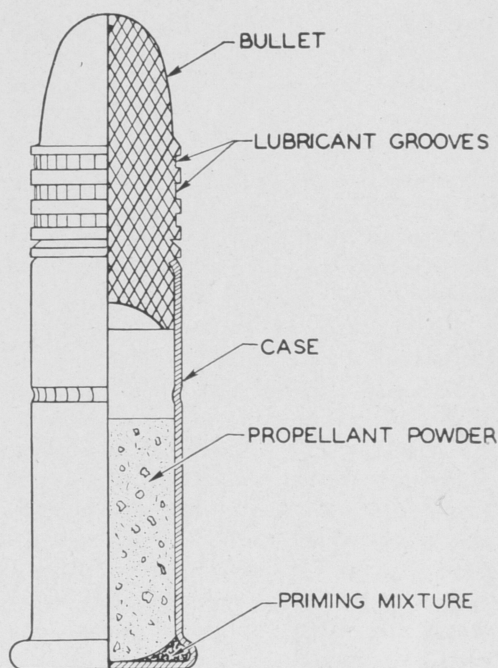 BULLET
LUBRICANT GROOVES
CASE
PROPELLANT POWDER
PRIMING MIXTURE